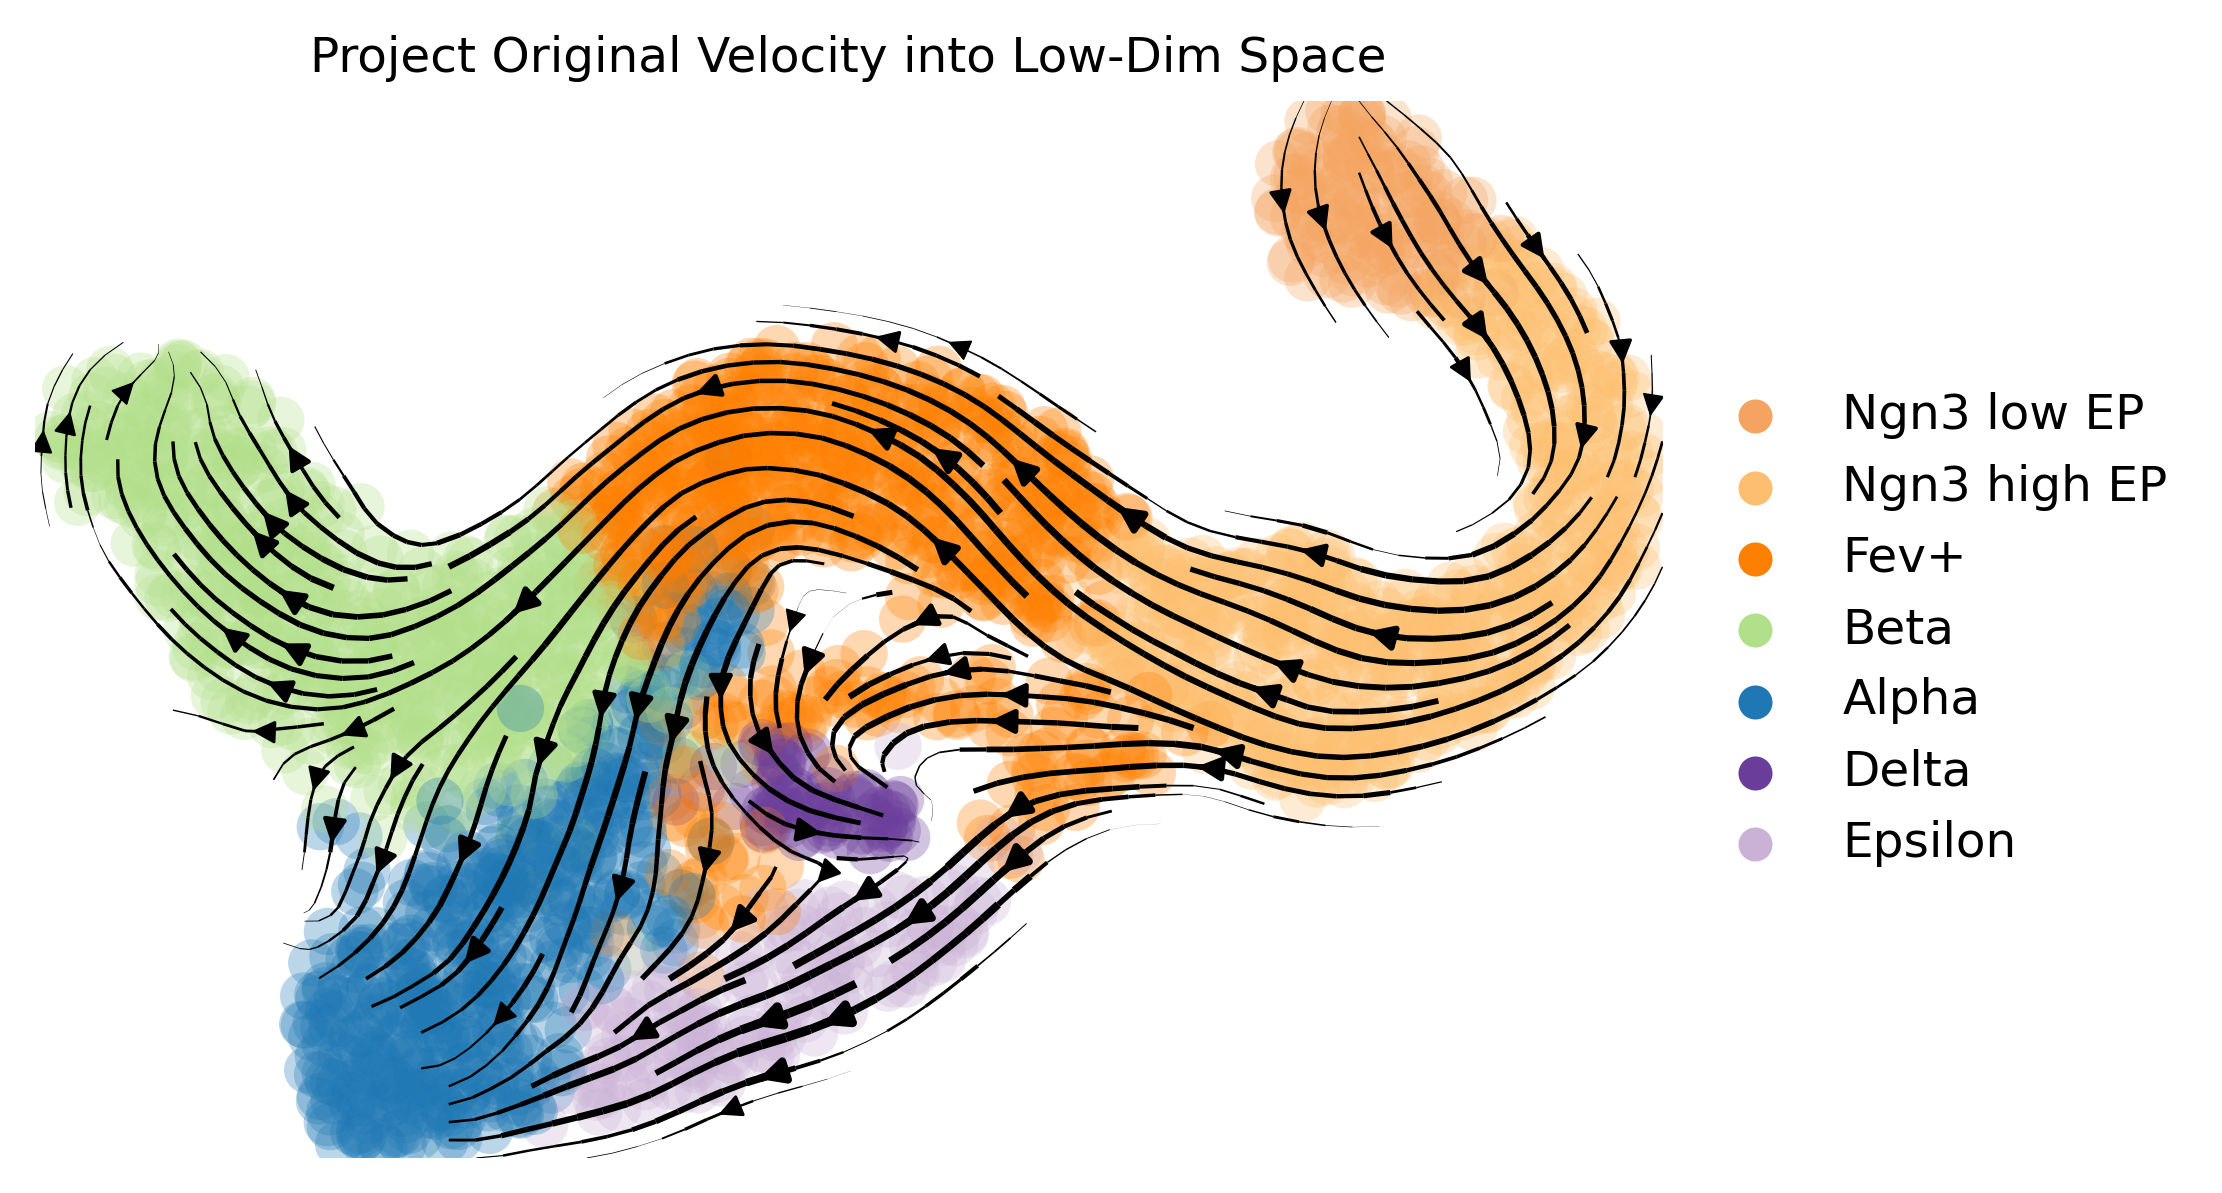 Project Original Velocity into Low-Dim Space
Ngn3 low EP
Ngn3 high EP
Fev+
Beta
Alpha
Delta
Epsilon